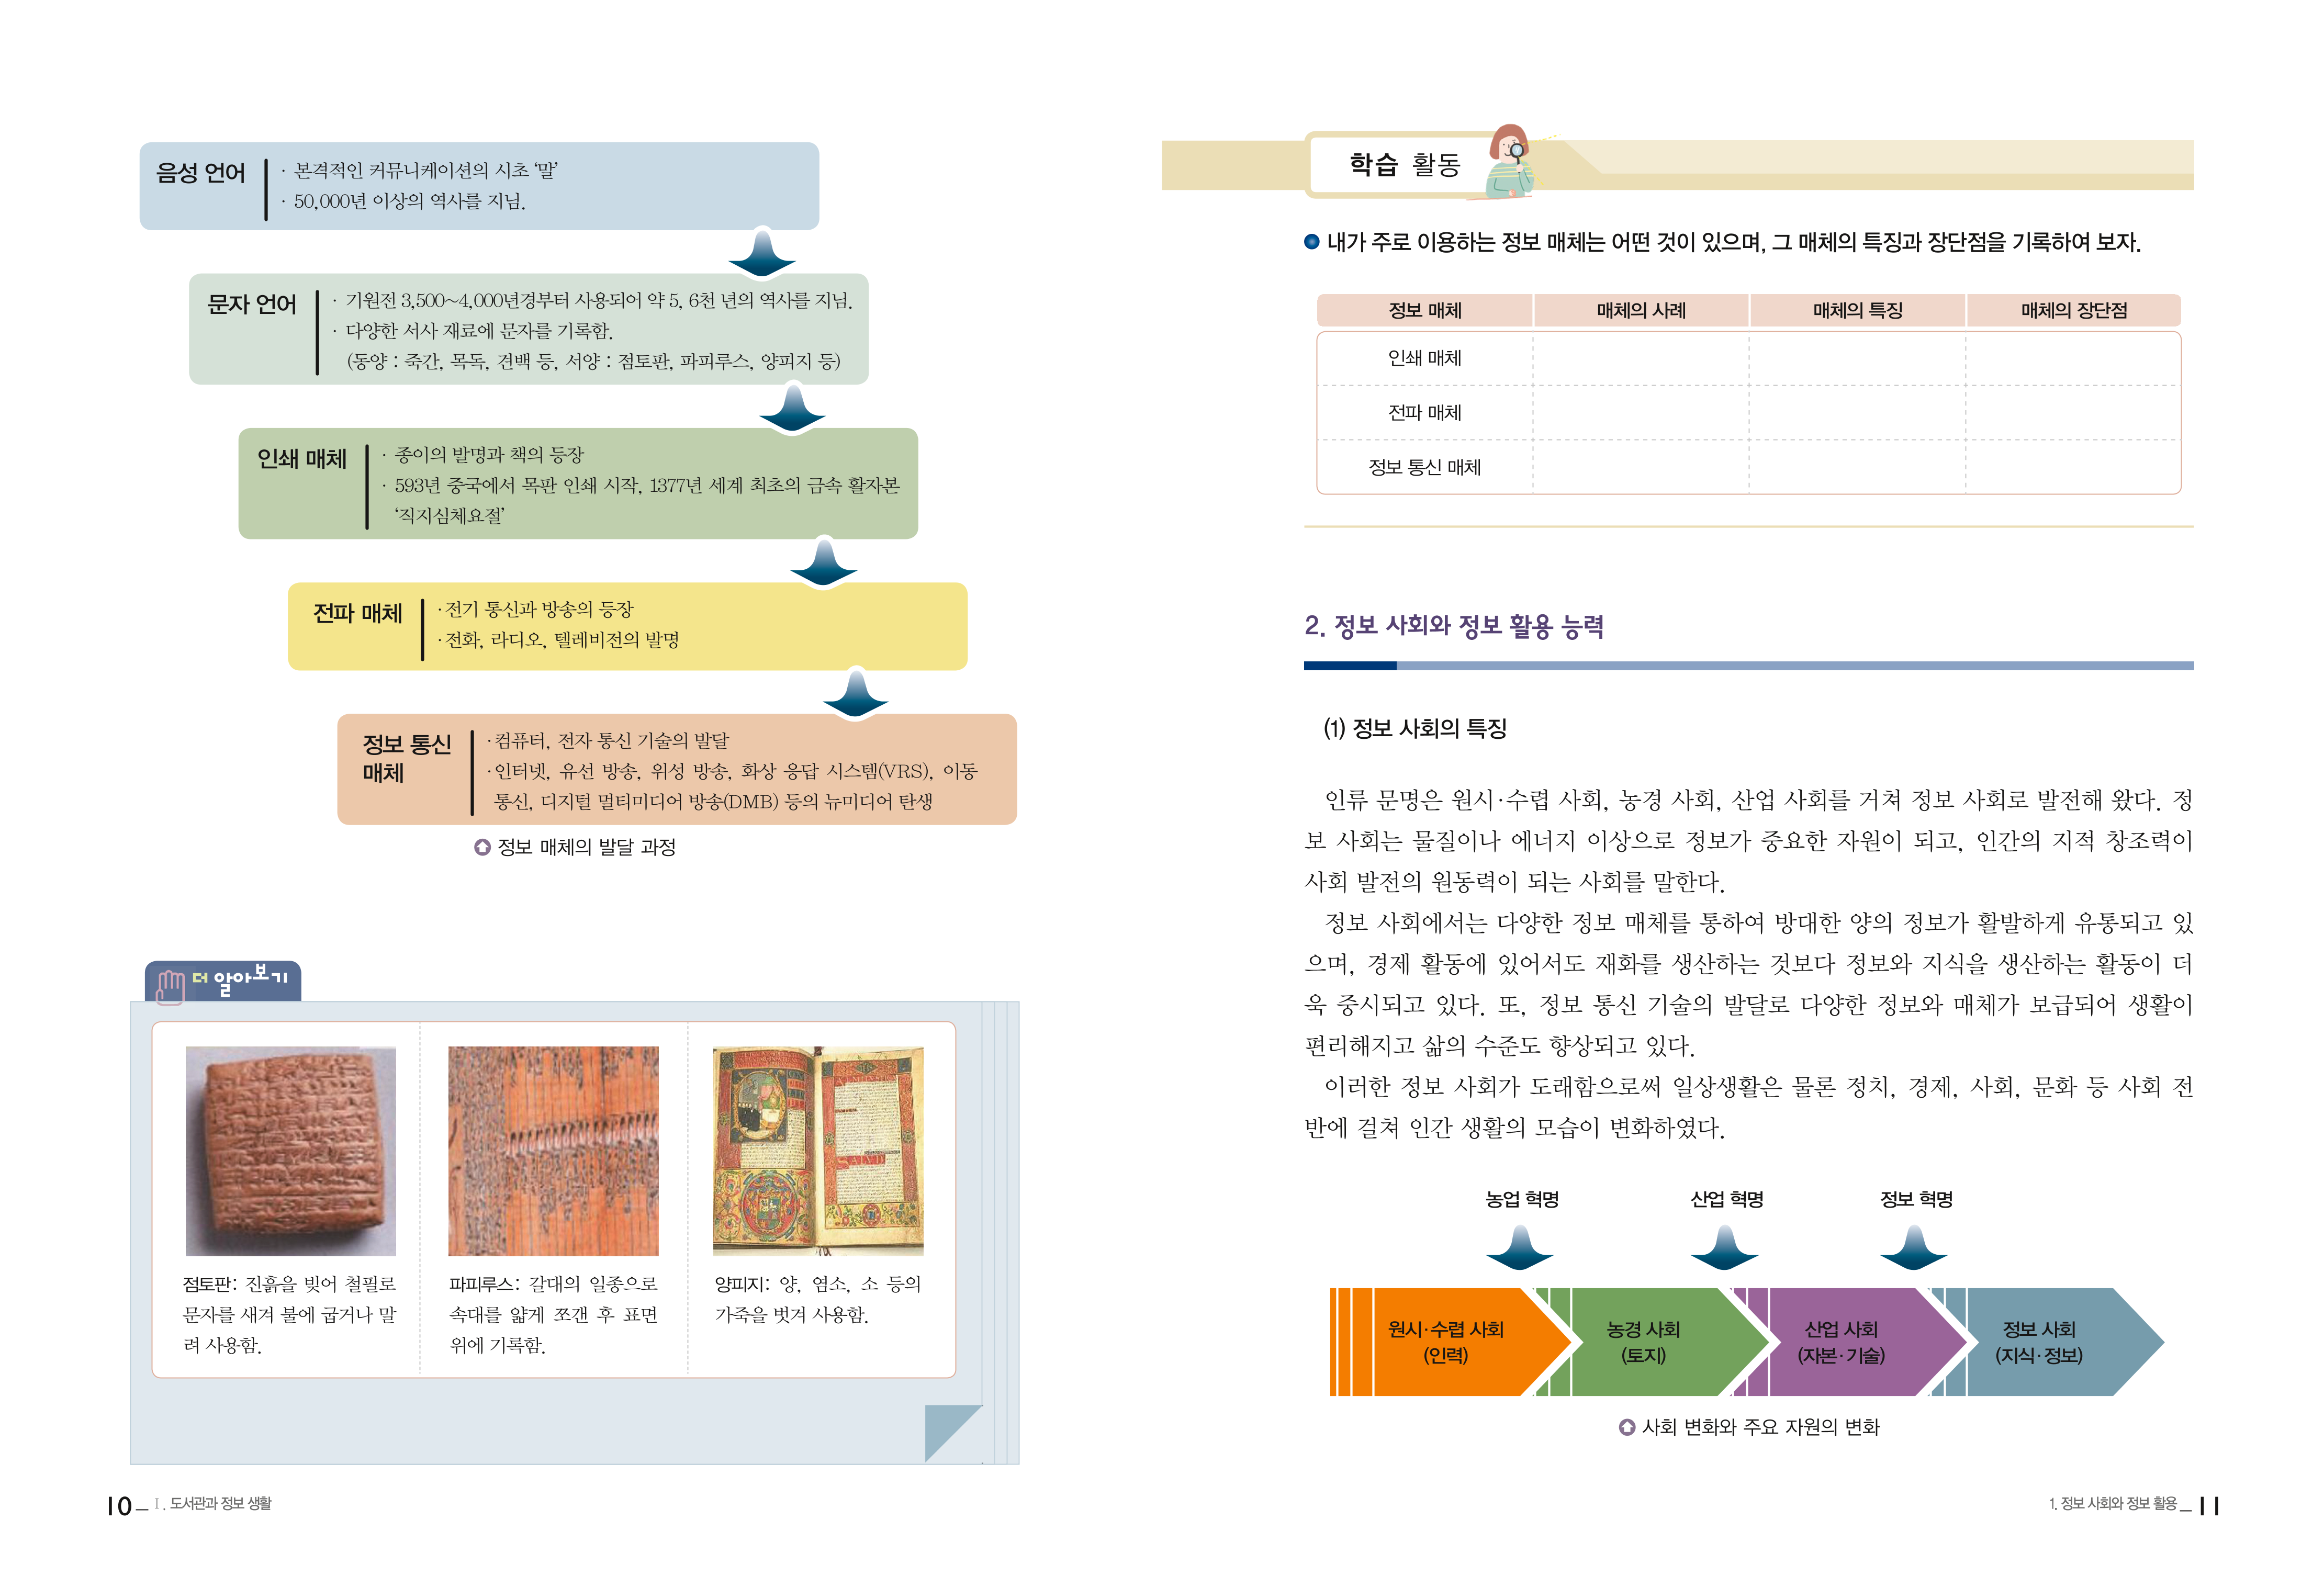 음성 언어
· 본격적인 커뮤니케이션의 시초 ‘말’
· 50,000년 이상의 역사를 지님.
문자 언어
· 기원전 3,500~4,000년경부터 사용되어 약 5, 6천 년의 역사를 지님.
· 다양한 서사 재료에 문자를 기록함.
(동양 : 죽간, 목독, 견백 등, 서양 : 점토판, 파피루스, 양피지 등)
인쇄 매체
· 종이의 발명과 책의 등장
· 593년 중국에서 목판 인쇄 시작, 1377년 세계 최초의 금속 활자본
‘직지심체요절’
전파 매체
·전기 통신과 방송의 등장
·전화, 라디오, 텔레비전의 발명
정보 통신
매체
·컴퓨터, 전자 통신 기술의 발달
·인터넷, 유선 방송, 위성 방송, 화상 응답 시스템(VRS), 이동
통신, 디지털 멀티미디어 방송(DMB) 등의 뉴미디어 탄생
정보 매체의 발달 과정
더 알아보기
점토판: 진흙을 빚어 철필로
문자를 새겨 불에 굽거나 말
려 사용함.
파피루스: 갈대의 일종으로
속대를 얇게 쪼갠 후 표면
위에 기록함.
양피지: 양, 염소, 소 등의
가죽을 벗겨 사용함.
10 _ Ⅰ. 도서관과 정보 생활
학습 활동
내가 주로 이용하는 정보 매체는 어떤 것이 있으며, 그 매체의 특징과 장단점을 기록하여 보자.
정보 매체 매체의 사례 매체의 특징 매체의 장단점
인쇄 매체
전파 매체
정보 통신 매체
2. 정보 사회와 정보 활용 능력
(1) 정보 사회의 특징
인류 문명은 원시·수렵 사회, 농경 사회, 산업 사회를 거쳐 정보 사회로 발전해 왔다. 정
보 사회는 물질이나 에너지 이상으로 정보가 중요한 자원이 되고, 인간의 지적 창조력이
사회 발전의 원동력이 되는 사회를 말한다.
정보 사회에서는 다양한 정보 매체를 통하여 방대한 양의 정보가 활발하게 유통되고 있
으며, 경제 활동에 있어서도 재화를 생산하는 것보다 정보와 지식을 생산하는 활동이 더
욱 중시되고 있다. 또, 정보 통신 기술의 발달로 다양한 정보와 매체가 보급되어 생활이
편리해지고 삶의 수준도 향상되고 있다.
이러한 정보 사회가 도래함으로써 일상생활은 물론 정치, 경제, 사회, 문화 등 사회 전
반에 걸쳐 인간 생활의 모습이 변화하였다.
농업 혁명 산업 혁명 정보 혁명
원시·수렵 사회
(인력)
농경 사회
(토지)
산업 사회
(자본·기술)
정보 사회
(지식·정보)
사회 변화와 주요 자원의 변화
1. 정보 사회와 정보 활용 _ 11